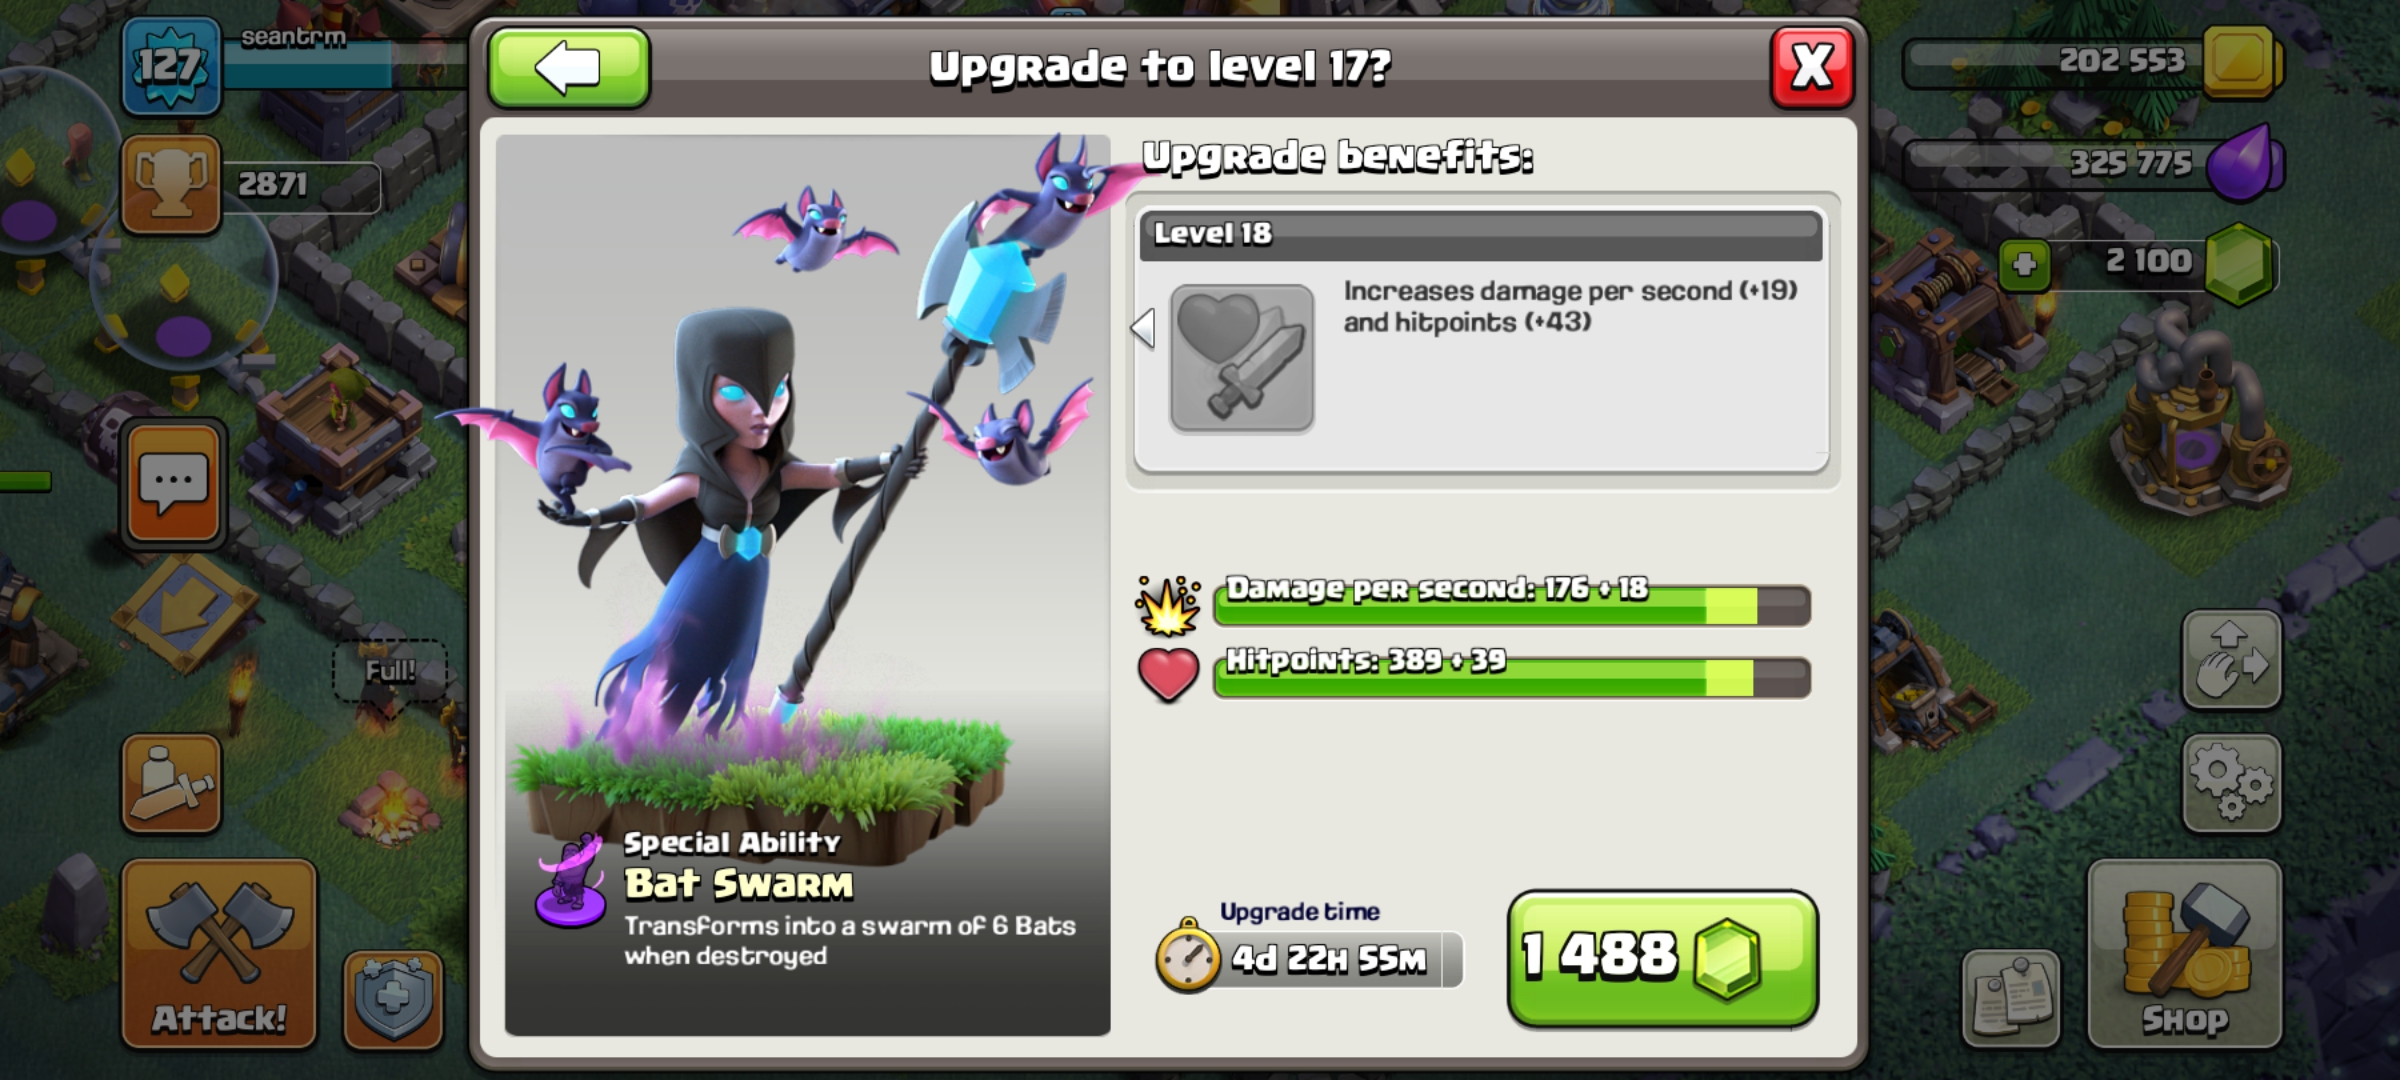 127
seantrm
Upgrade to level 17?
X
202 553
2871
325 775
2 100
Upgrade benefits:
Level 18
Increases damage per second (+19)
and hitpoints (+43)
Damage per second: 176 + 18
Hitpoints: 389 + 39
Full!
Special Ability
Bat Swarm
Transforms into a swarm of 6 Bats
when destroyed
Upgrade time
4d 22H 55M
1 488
Attack!
Shop